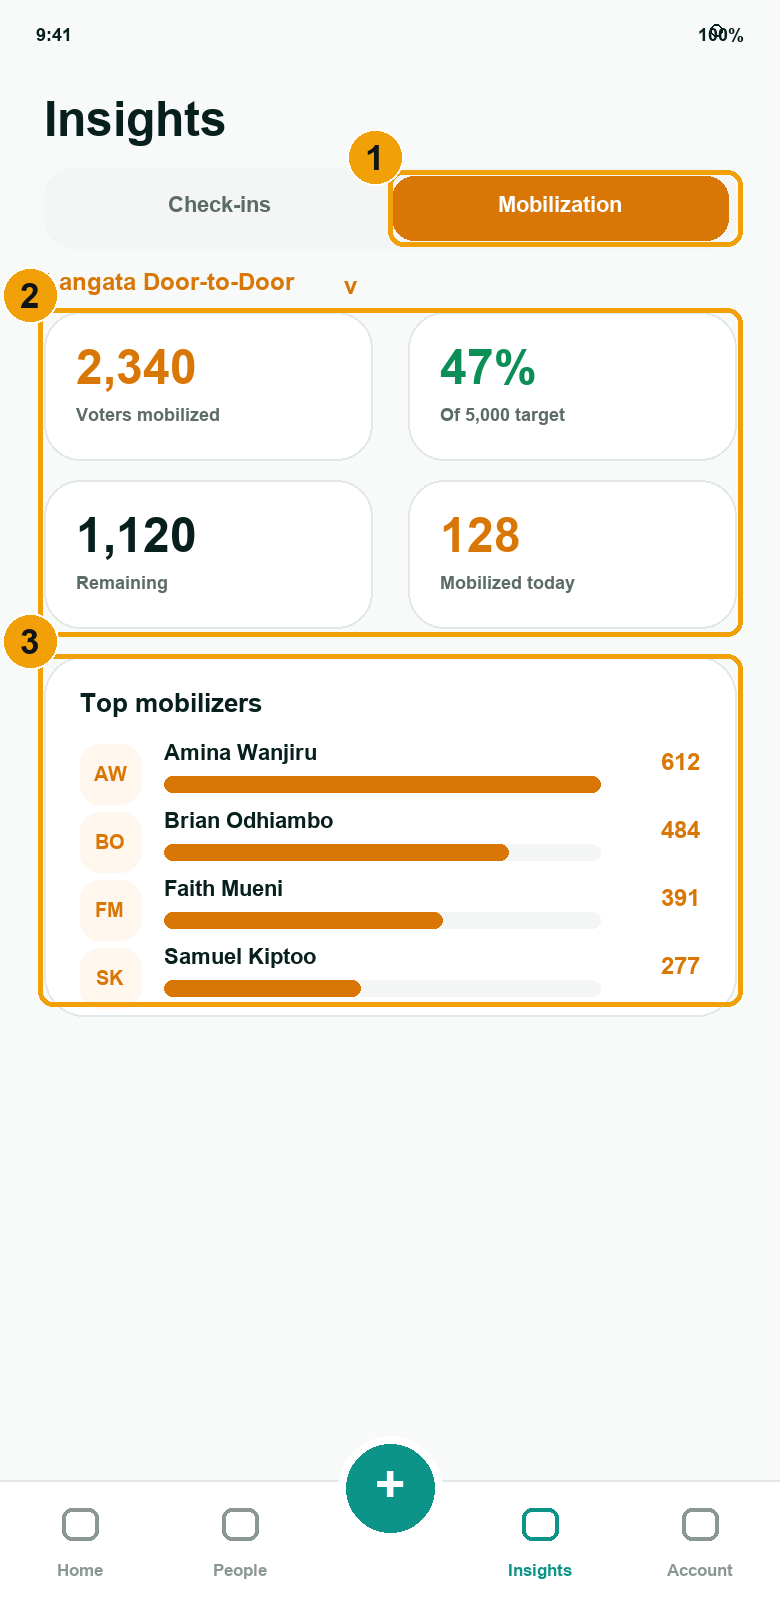 9:41 100%
Insights
1
Check-ins Mobilization
2 angata Door-to-Door v
2,340 47%
Voters mobilized Of 5,000 target
1,120 128
Remaining Mobilized today
3
Top mobilizers
AW Amina Wanjiru 612
BO Brian Odhiambo 484
FM Faith Mueni 391
SK Samuel Kiptoo 277
+
Home People Insights Account